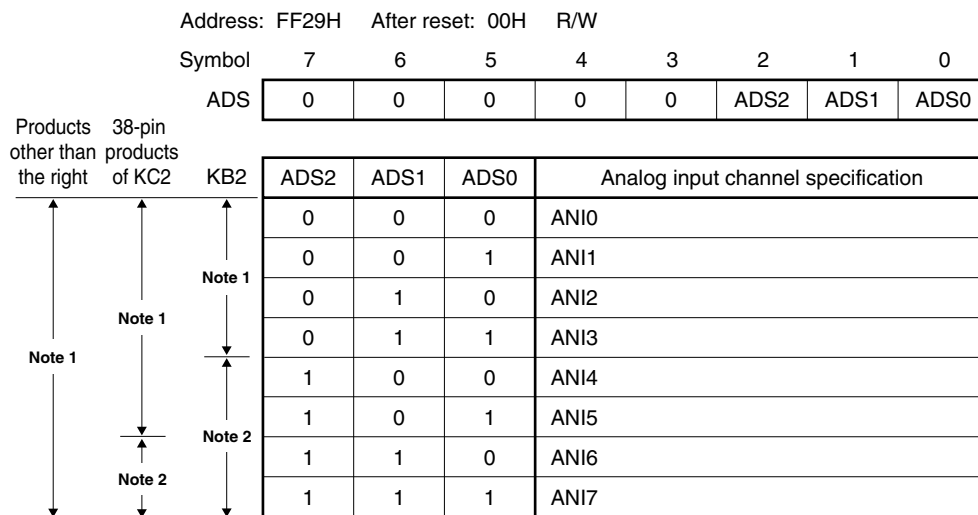 Address: FF29H After reset: 00H R/W
Symbol 7 6 5 4 3 2 1 0
ADS 0 0 0 0 0 ADS2 ADS1 ADS0
Products other than the right
38-pin products of KC2
KB2
ADS2 ADS1 ADS0 Analog input channel specification
0 0 0 ANI0
0 0 1 ANI1
Note 1
0 1 0 ANI2
Note 1
0 1 1 ANI3
Note 1
1 0 0 ANI4
1 0 1 ANI5
Note 2
1 1 0 ANI6
Note 2
1 1 1 ANI7